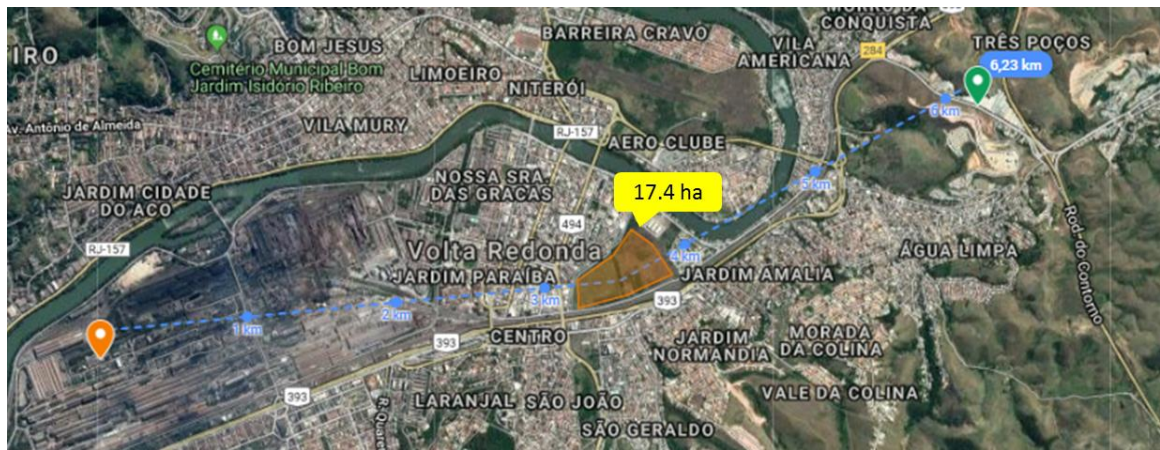 MORRO DA
CONQUISTA
BARREIRA CRAVO
IRO
BOM JESUS
VILA
AMERICANA
284
TRÊS POÇOS
6,23 km
Cemitério Municipal Bom
Jardim Isidório Ribeiro
LIMOEIRO
NITERÓI
6 km
Av. Antônio de Almeida
VILA MURY
RJ-157
AERO CLUBE
NOSSA SRA.
DAS GRAÇAS
5 km
JARDIM CIDADE
DO AÇO
17.4 ha
494
RJ-157
Volta Redonda
4 km
ÁGUA LIMPA
Rod. do Contorno
JARDIM PARAÍBA
JARDIM AMALIA
3 km
393
2 km
1 km
CENTRO
393
JARDIM
NORMANDIA
MORADA
DA COLINA
393
LARANJAL
SÃO JOÃO
VALE DA COLINA
SÃO GERALDO